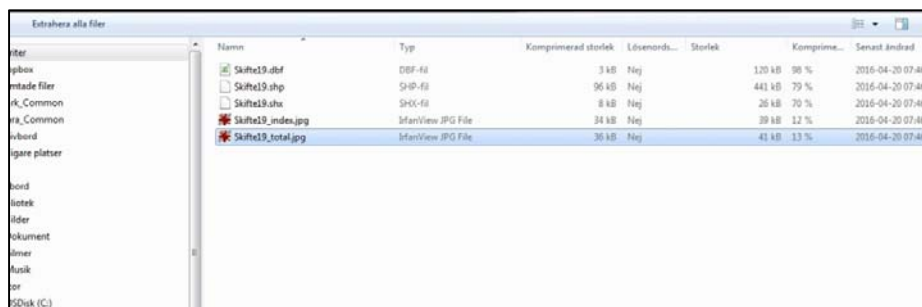 Extrahera alla filer
Namn Typ Komprimerad storlek Lösenords... Storlek Komprime... Senast ändrad
Skifte19.dbf DBF-fil 3 kB Nej 120 kB 98 % 2016-04-20 07:4
Skifte19.shp SHP-fil 96 kB Nej 441 kB 79 % 2016-04-20 07:4
Skifte19.shx SHX-fil 8 kB Nej 26 kB 70 % 2016-04-20 07:4
Skifte19_index.jpg IrfanView JPG File 34 kB Nej 39 kB 12 % 2016-04-20 07:4
Skifte19_total.jpg IrfanView JPG File 36 kB Nej 41 kB 13 % 2016-04-20 07:4
riter
opbox
mtade filer
rk_Common
ra_Common
ivbord
igare platser
bord
liotek
ilder
okument
ilmer
Musik
tor
SDisk (C:)